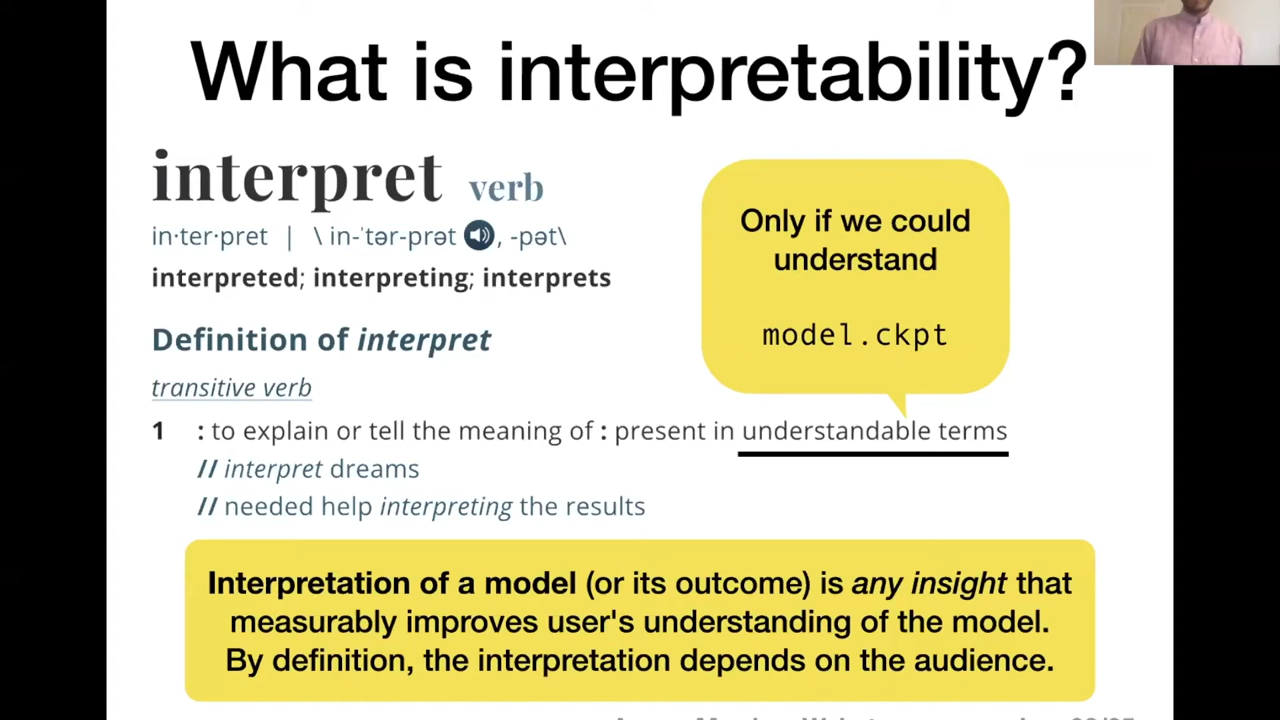 What is interpretability?
interpret verb
in·ter·pret | \ in-ˈtər-prət , -pət\
interpreted; interpreting; interprets
Definition of interpret
transitive verb
1 : to explain or tell the meaning of : present in understandable terms
// interpret dreams
// needed help interpreting the results
Only if we could
understand
model.ckpt
Interpretation of a model (or its outcome) is any insight that
measurably improves user's understanding of the model.
By definition, the interpretation depends on the audience.